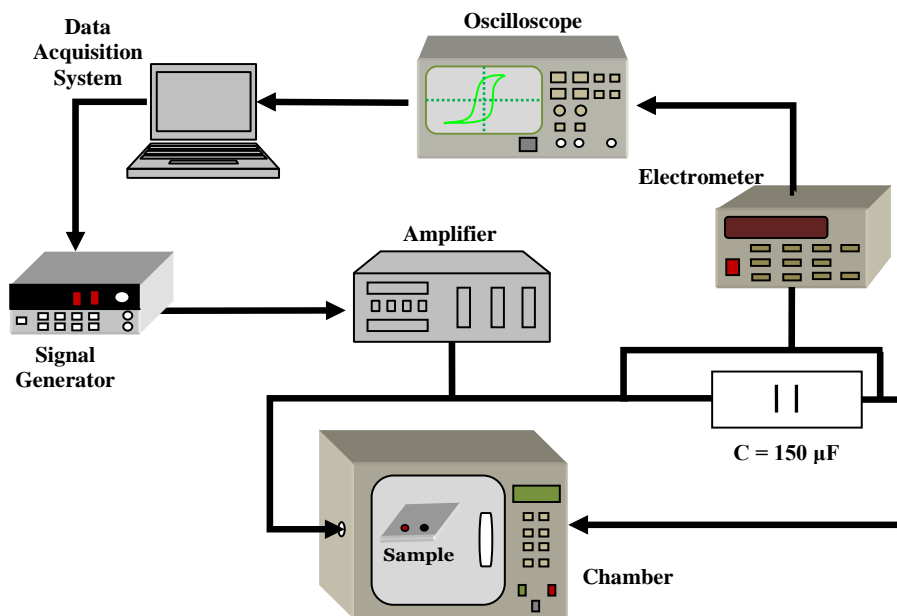 Data
Acquisition
System
Oscilloscope
Electrometer
Amplifier
Signal
Generator
C = 150 µF
Sample
Chamber